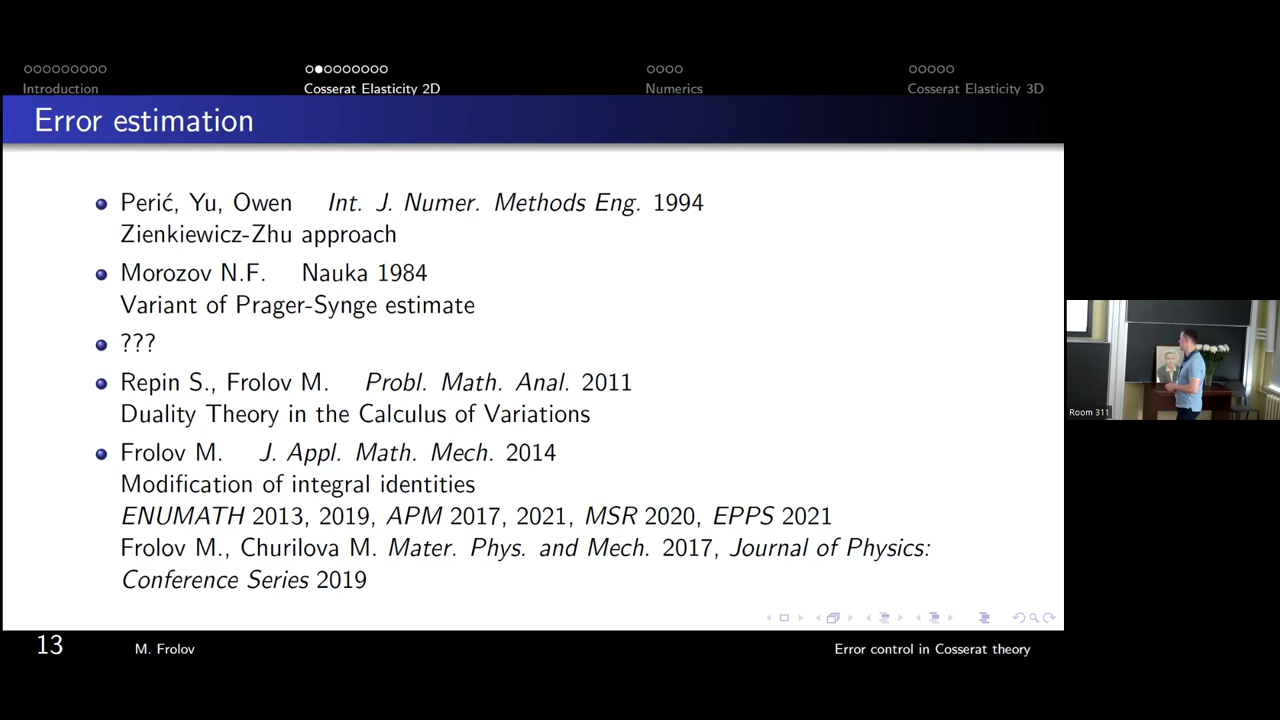 Introduction
Cosserat Elasticity 2D
Numerics
Cosserat Elasticity 3D
Error estimation
Perić, Yu, Owen Int. J. Numer. Methods Eng. 1994
Zienkiewicz-Zhu approach
Morozov N.F. Nauka 1984
Variant of Prager-Synge estimate
???
Repin S., Frolov M. Probl. Math. Anal. 2011
Duality Theory in the Calculus of Variations
Frolov M. J. Appl. Math. Mech. 2014
Modification of integral identities
ENUMATH 2013, 2019, APM 2017, 2021, MSR 2020, EPPS 2021
Frolov M., Churilova M. Mater. Phys. and Mech. 2017, Journal of Physics:
Conference Series 2019
13
M. Frolov
Error control in Cosserat theory
Room 311